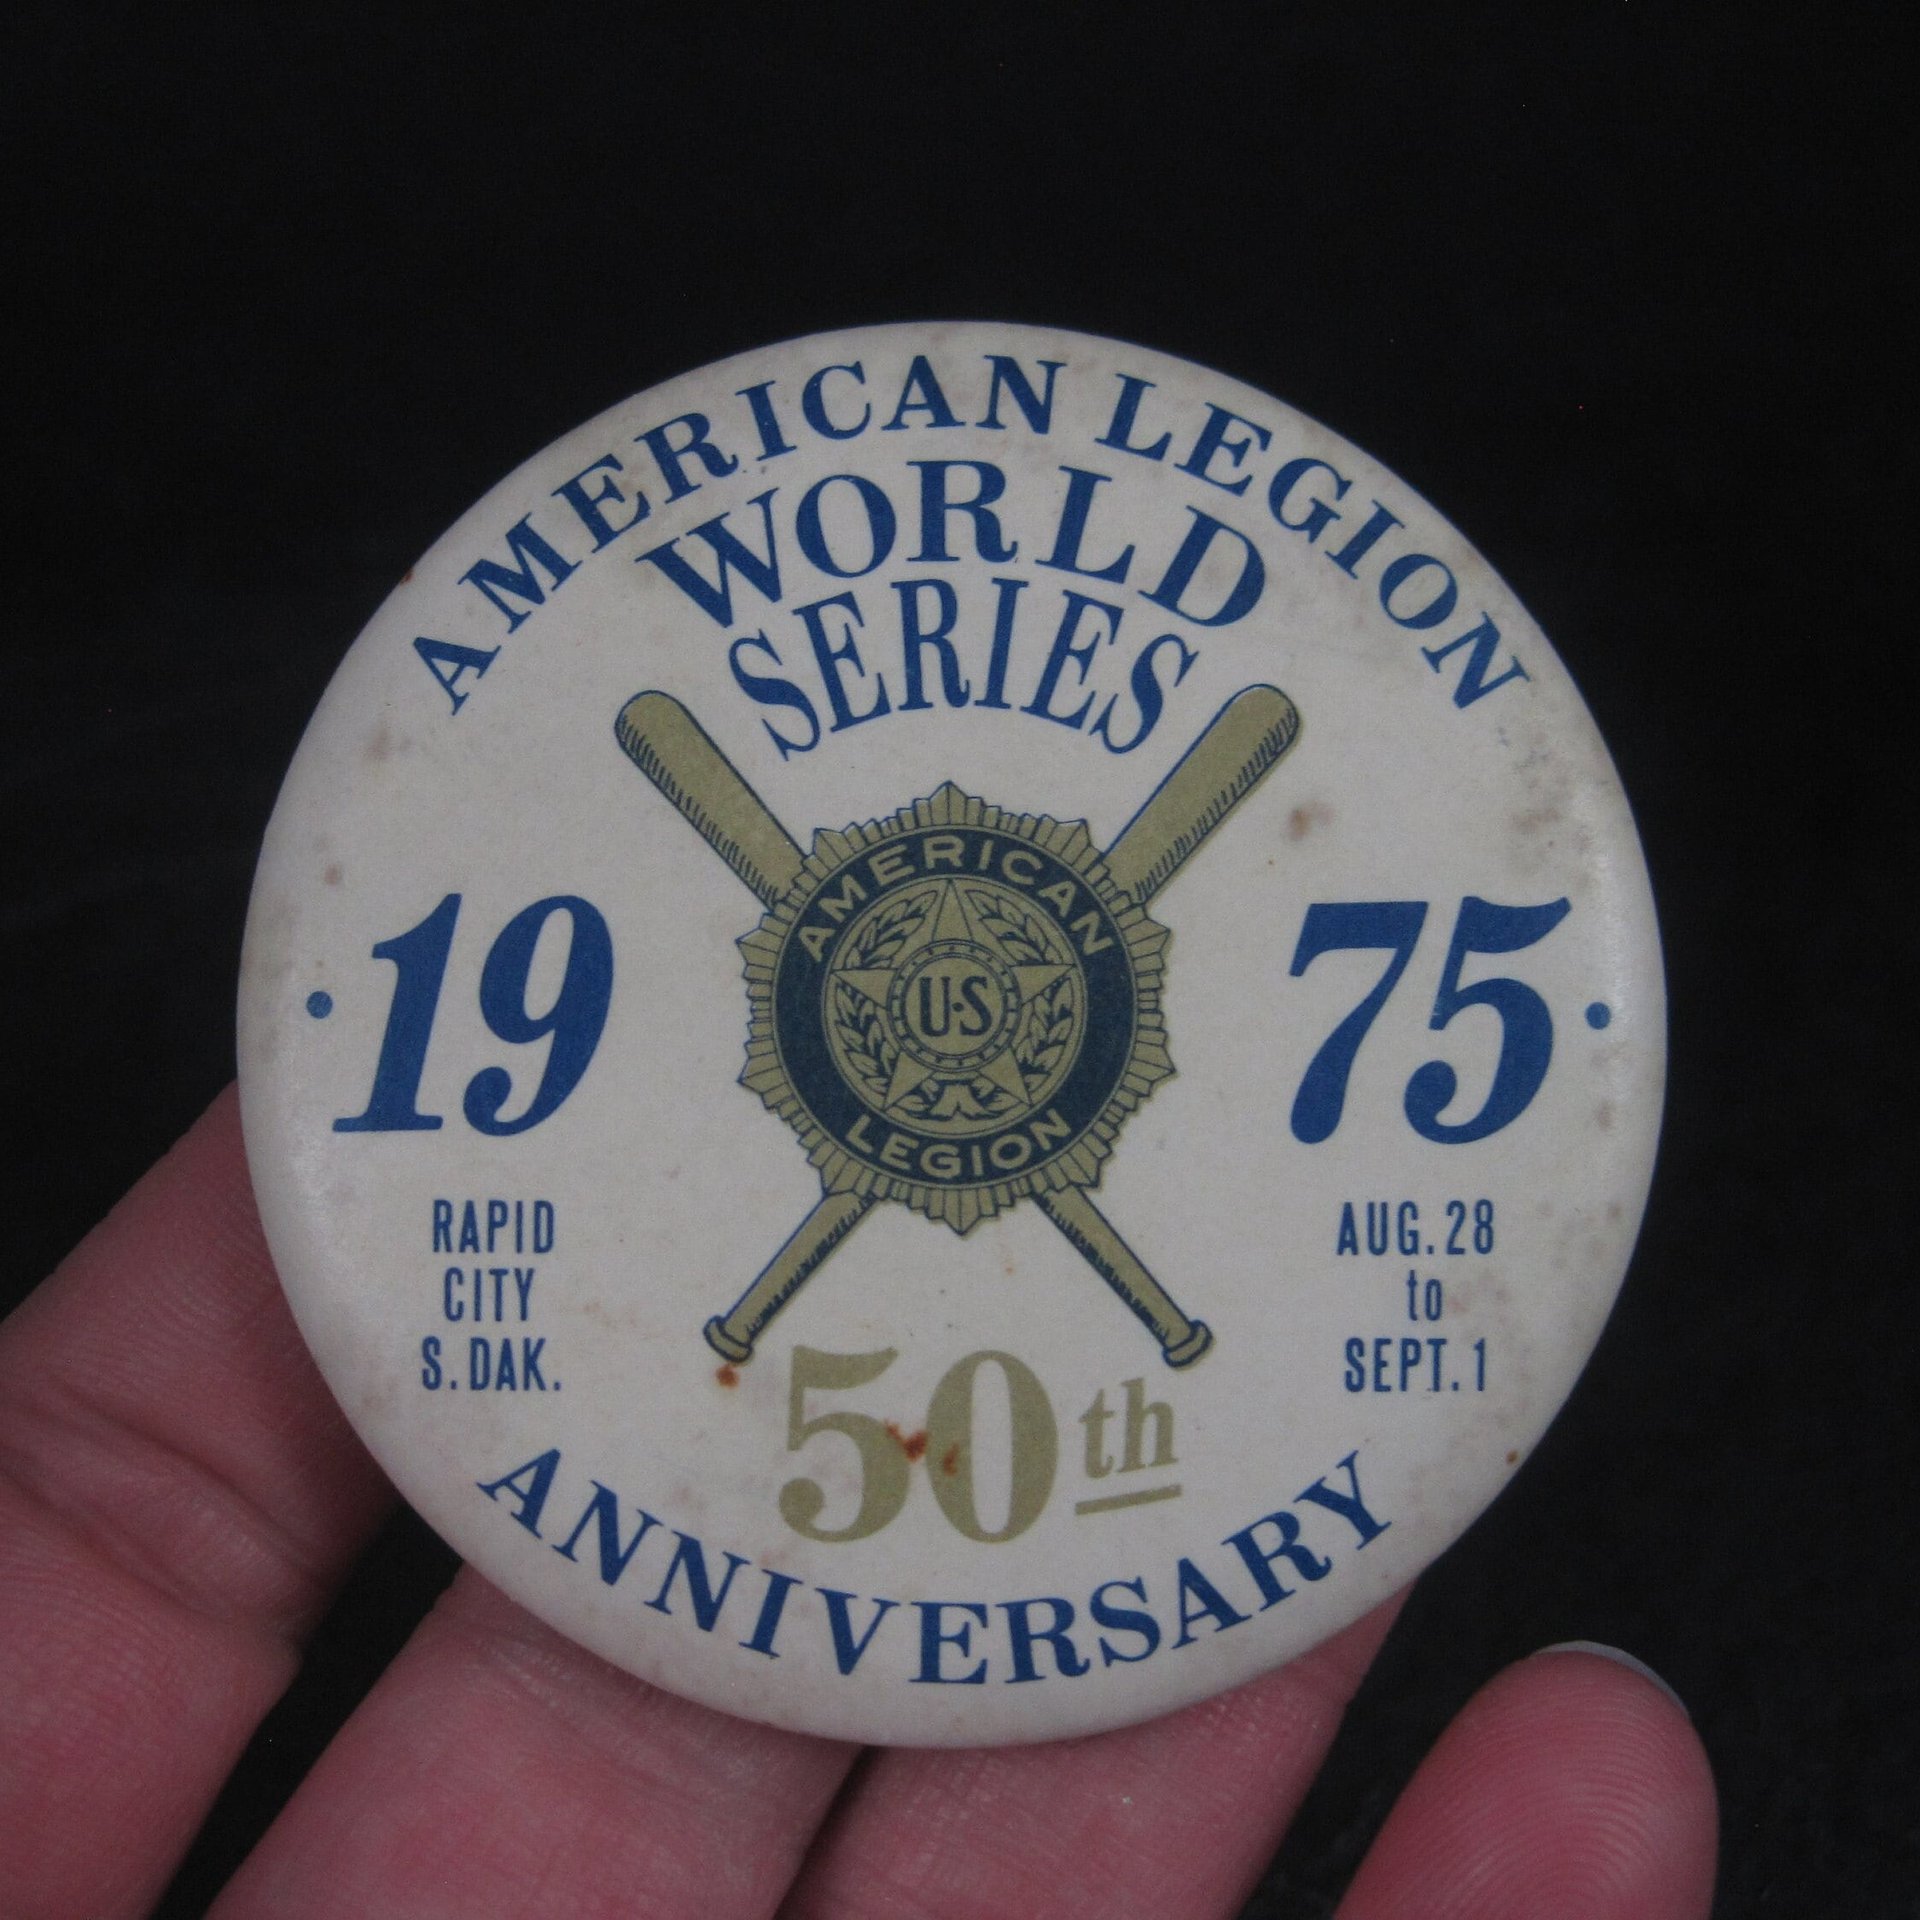 AMERICAN LEGION
WORLD
SERIES
AMERICAN
U·S
LEGION
·19
75·
RAPID
CITY
S. DAK.
AUG. 28
to
SEPT. 1
50th
ANNIVERSARY